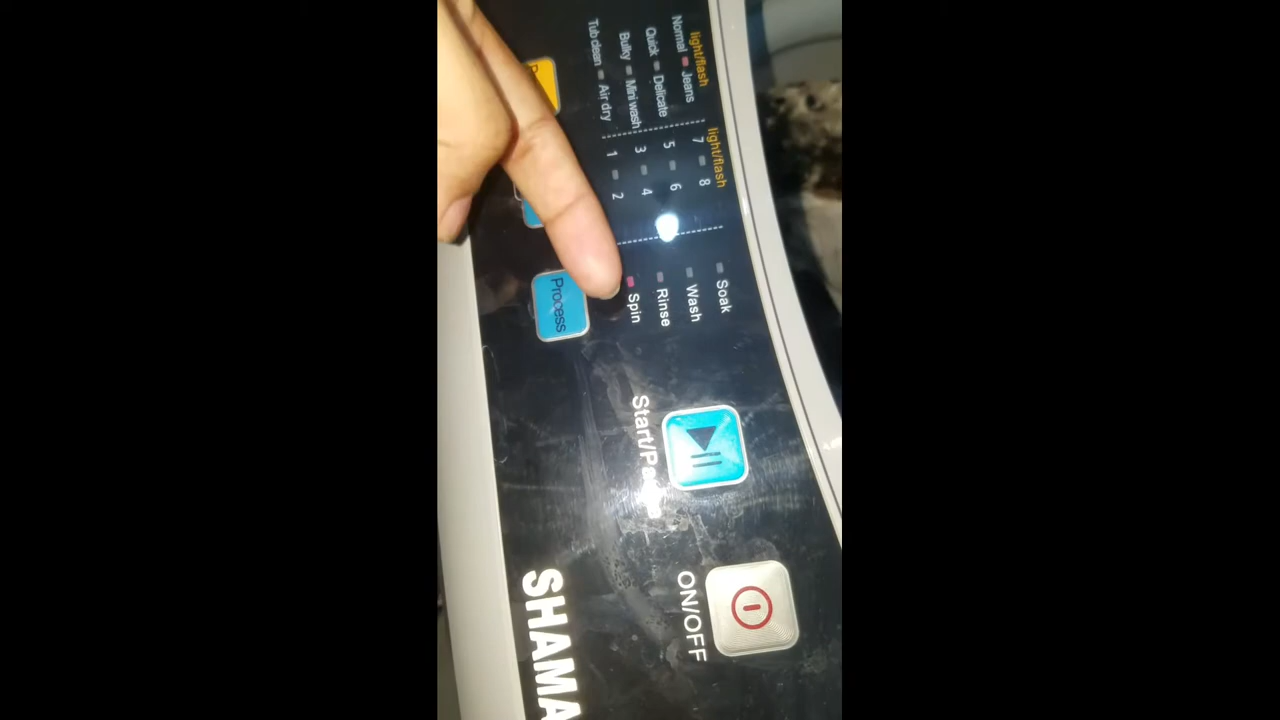 light/flash
light/flash
Normal Jeans
7 8
Soak
Quick Delicate
5 6
Wash
Bulky Mini wash
3 4
Rinse
Tub clean Air dry
1 2
Spin
Process
Start/Pause
ON/OFF
SHAMA